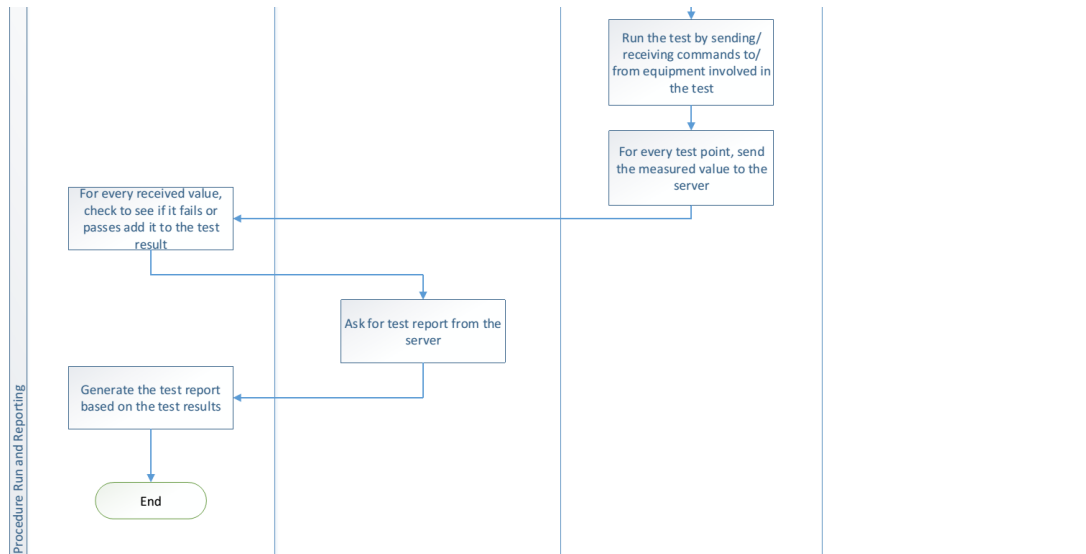 Run the test by sending/
receiving commands to/
from equipment involved in
the test
For every test point, send
the measured value to the
server
For every received value,
check to see if it fails or
passes add it to the test
result
Ask for test report from the
server
Generate the test report
based on the test results
End
Procedure Run and Reporting